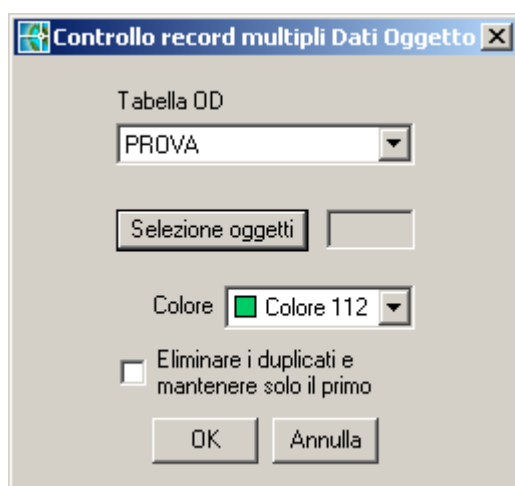 Controllo record multipli Dati Oggetto
Tabella OD
PROVA
Selezione oggetti
Colore Colore 112
Eliminare i duplicati e
mantenere solo il primo
OK Annulla